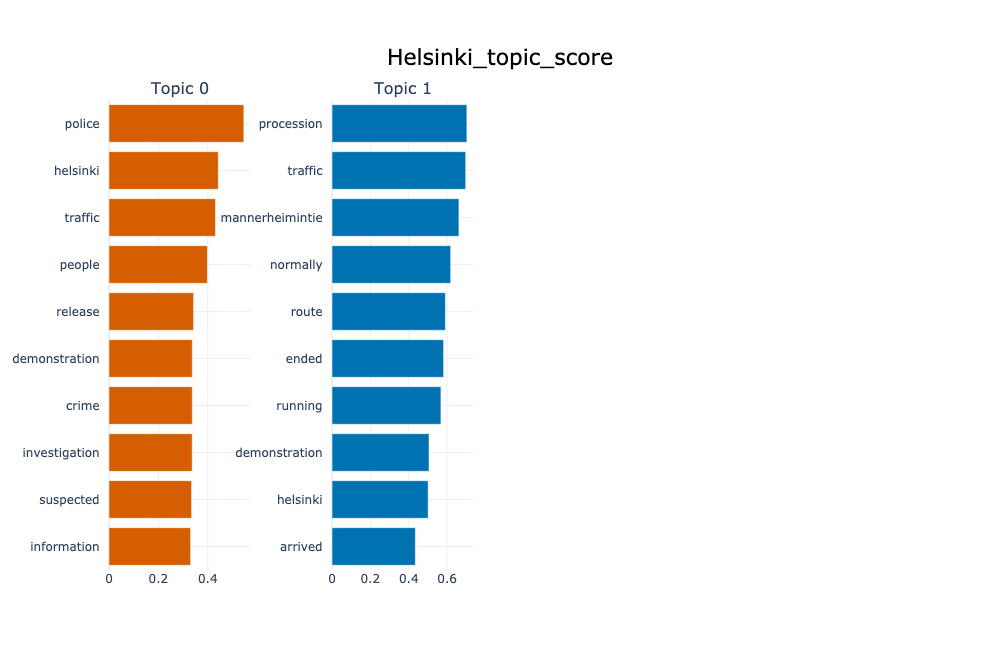 Helsinki_topic_score
Topic 0
police
helsinki
traffic
people
release
demonstration
crime
investigation
suspected
information
0 0.2 0.4
Topic 1
procession
traffic
mannerheimintie
normally
route
ended
running
demonstration
helsinki
arrived
0 0.2 0.4 0.6